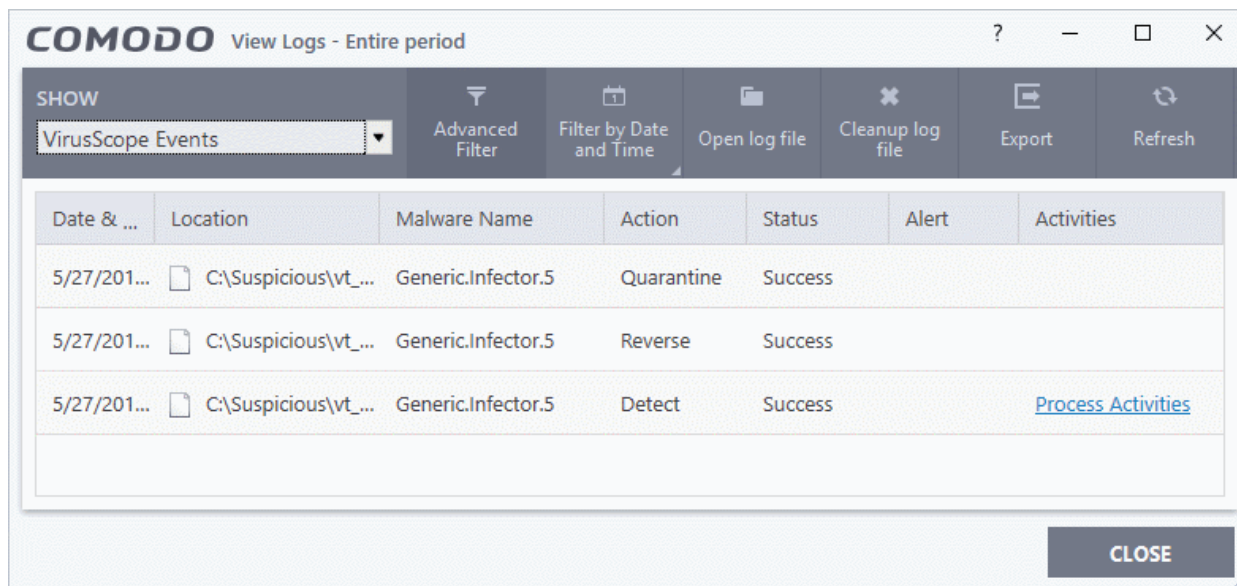 COMODO View Logs - Entire period ?
SHOW
VirusScope Events
Advanced Filter
Filter by Date and Time
1
Open log file
Cleanup log file
Export
Refresh
Date & ... Location Malware Name Action Status Alert Activities
5/27/201... C:\Suspicious\vt_... Generic.Infector.5 Quarantine Success
5/27/201... C:\Suspicious\vt_... Generic.Infector.5 Reverse Success
5/27/201... C:\Suspicious\vt_... Generic.Infector.5 Detect Success Process Activities
CLOSE